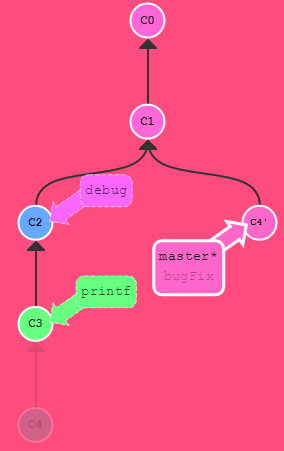 C0
C1
debug
C2
C4'
master*
bugFix
printf
C3
C4